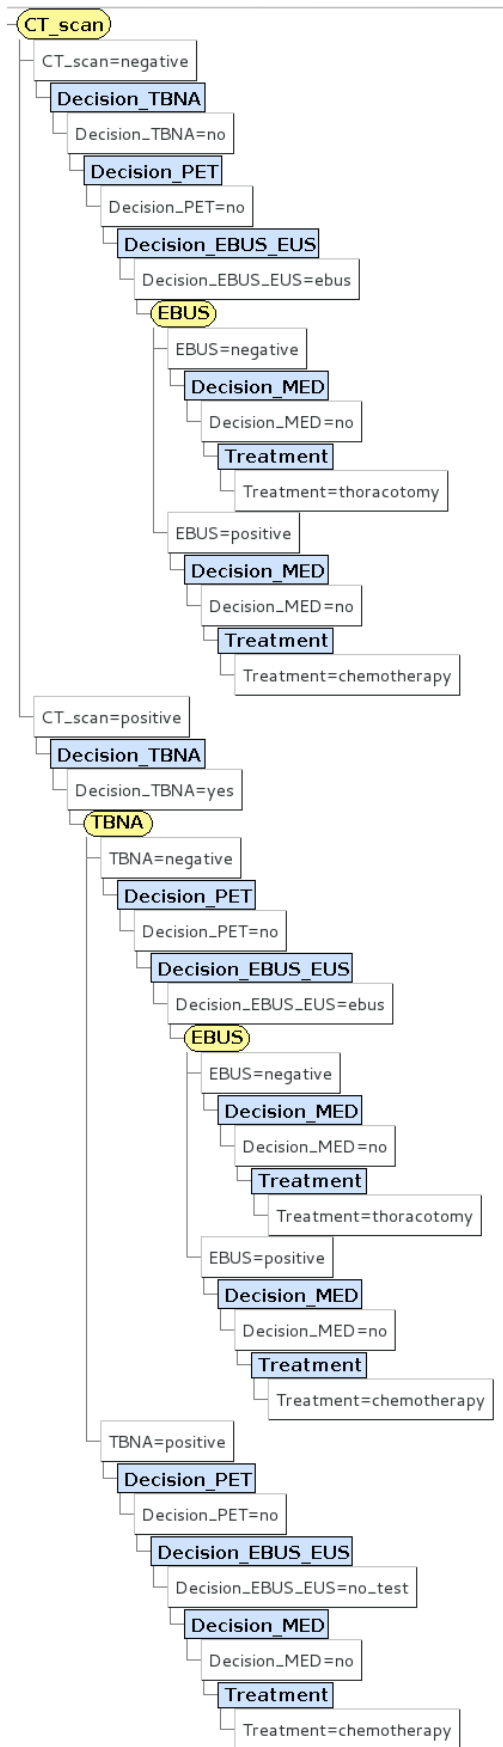 CT_scan
CT_scan=negative
Decision_TBNA
Decision_TBNA=no
Decision_PET
Decision_PET=no
Decision_EBUS_EUS
Decision_EBUS_EUS=ebus
EBUS
EBUS=negative
Decision_MED
Decision_MED=no
Treatment
Treatment=thoracotomy
EBUS=positive
Decision_MED
Decision_MED=no
Treatment
Treatment=chemotherapy
CT_scan=positive
Decision_TBNA
Decision_TBNA=yes
TBNA
TBNA=negative
Decision_PET
Decision_PET=no
Decision_EBUS_EUS
Decision_EBUS_EUS=ebus
EBUS
EBUS=negative
Decision_MED
Decision_MED=no
Treatment
Treatment=thoracotomy
EBUS=positive
Decision_MED
Decision_MED=no
Treatment
Treatment=chemotherapy
TBNA=positive
Decision_PET
Decision_PET=no
Decision_EBUS_EUS
Decision_EBUS_EUS=no_test
Decision_MED
Decision_MED=no
Treatment
Treatment=chemotherapy